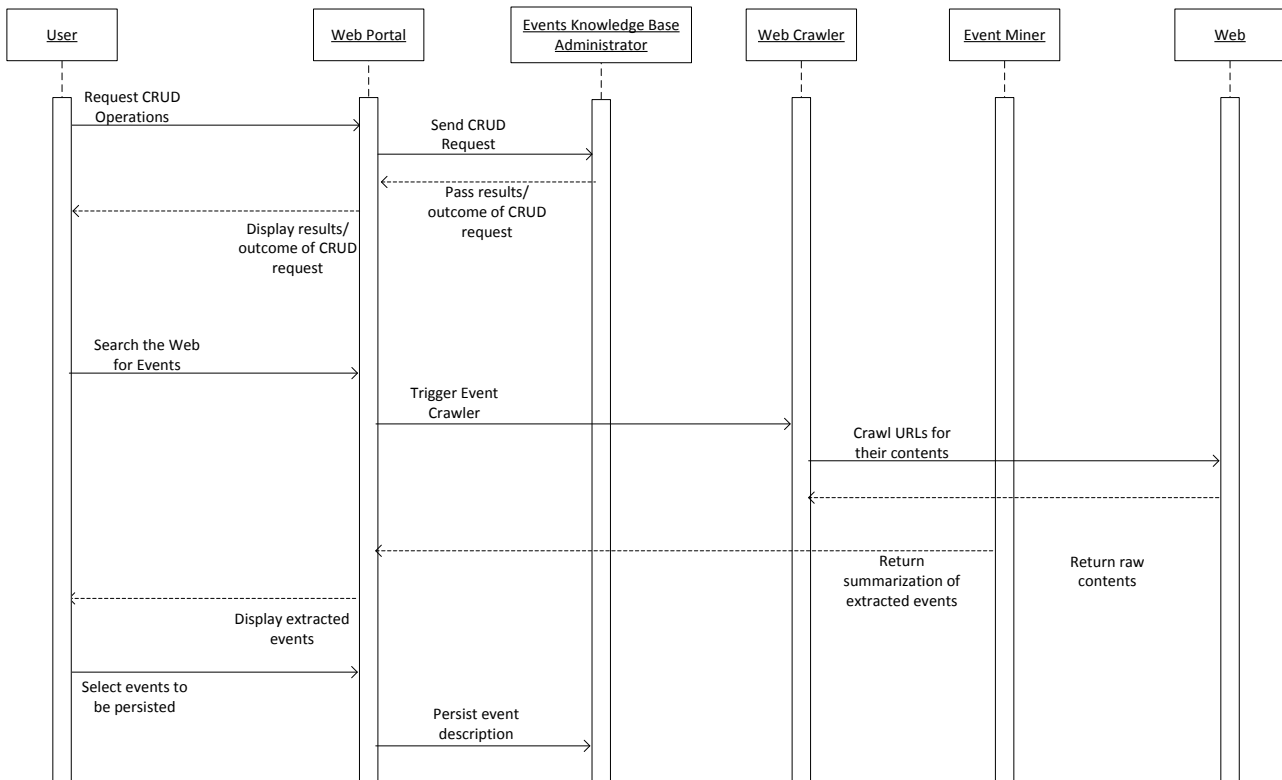 User
Web Portal
Events Knowledge Base
Administrator
Web Crawler
Event Miner
Web
Request CRUD
Operations
Send CRUD
Request
Pass results/
outcome of CRUD
request
Display results/
outcome of CRUD
request
Search the Web
for Events
Trigger Event
Crawler
Crawl URLs for
their contents
Return
summarization of
extracted events
Return raw
contents
Display extracted
events
Select events to
be persisted
Persist event
description